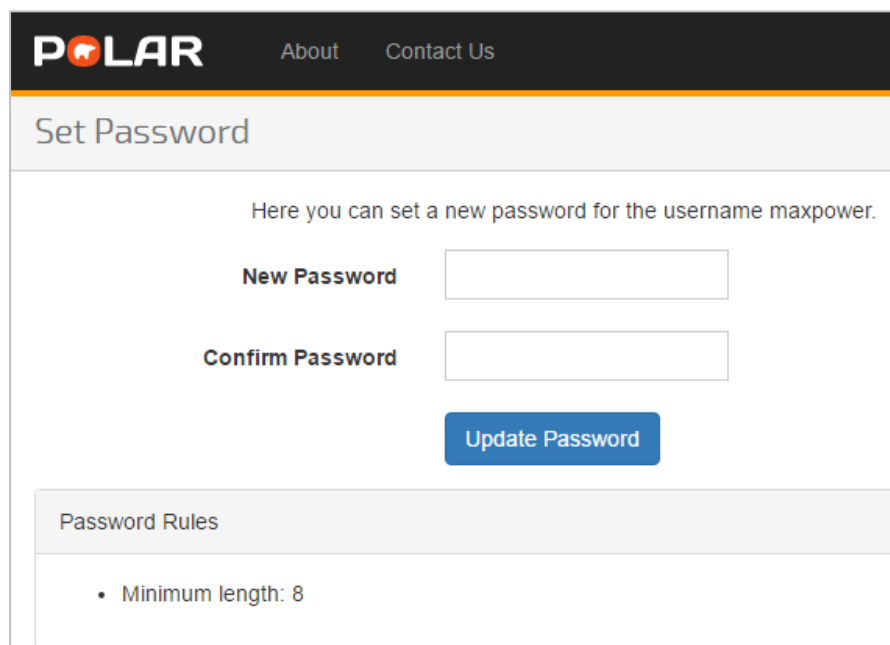 POLAR About Contact Us
Set Password
Here you can set a new password for the username maxpower.
New Password
Confirm Password
Update Password
Password Rules
• Minimum length: 8